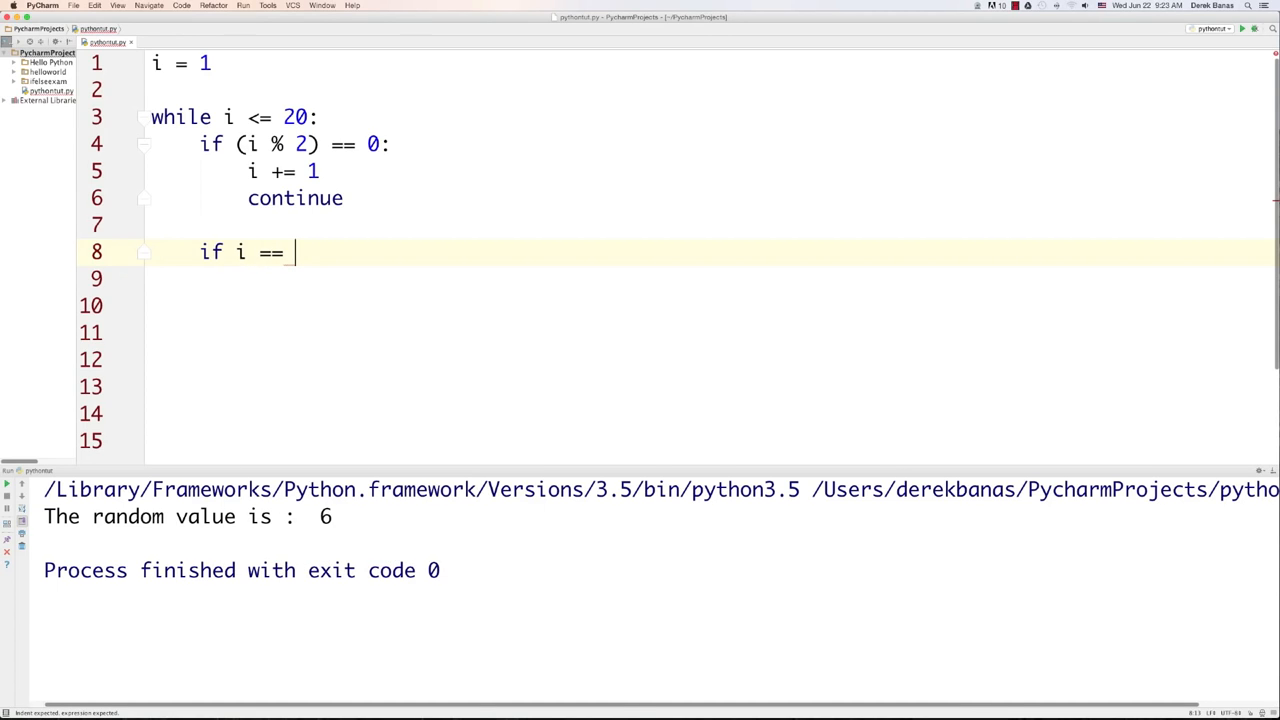 PyCharm File Edit View Navigate Code Refactor Run Tools VCS Window Help 10 Wed Jun 22 9:23 AM Derek Banas
pythontut.py - PycharmProjects - [~/PycharmProjects]
PycharmProjects pythontut.py pythontut
pythontut.py
PycharmProject
Hello Python
helloworld
ifelseexam
pythontut.py
External Librarie
1 i = 1
2
3 while i <= 20:
4 if (i % 2) == 0:
5 i += 1
6 continue
7
8 if i ==
9
10
11
12
13
14
15
Run pythontut
/Library/Frameworks/Python.framework/Versions/3.5/bin/python3.5 /Users/derekbanas/PycharmProjects/pytho
The random value is : 6
Process finished with exit code 0
Indent expected. expression expected. 8:13 LF÷ UTF-8÷